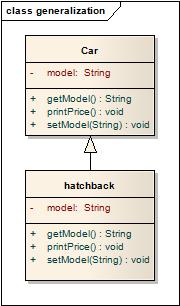 class generalization
Car
- model: String
+ getModel() : String
+ printPrice() : void
+ setModel(String) : void
hatchback
- model: String
+ getModel() : String
+ printPrice() : void
+ setModel(String) : void